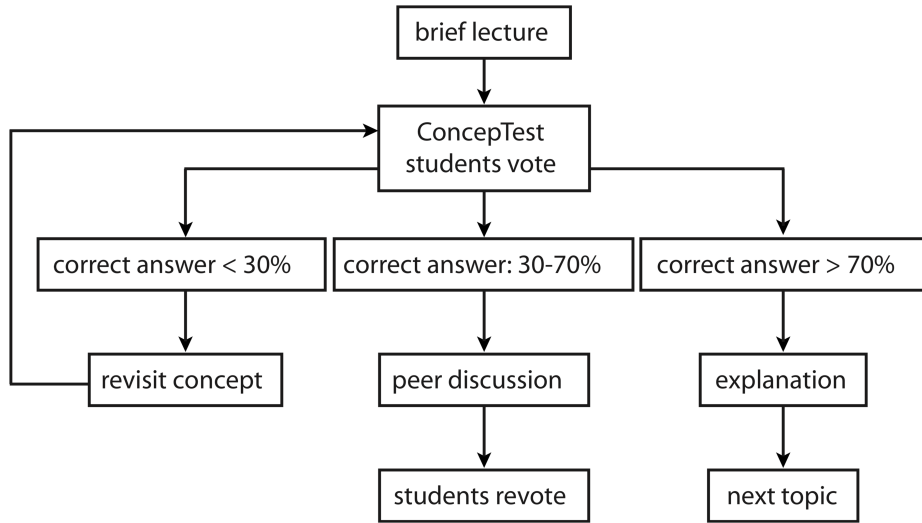 brief lecture
ConcepTest
students vote
correct answer < 30%
correct answer: 30-70%
correct answer > 70%
revisit concept
peer discussion
explanation
students revote
next topic